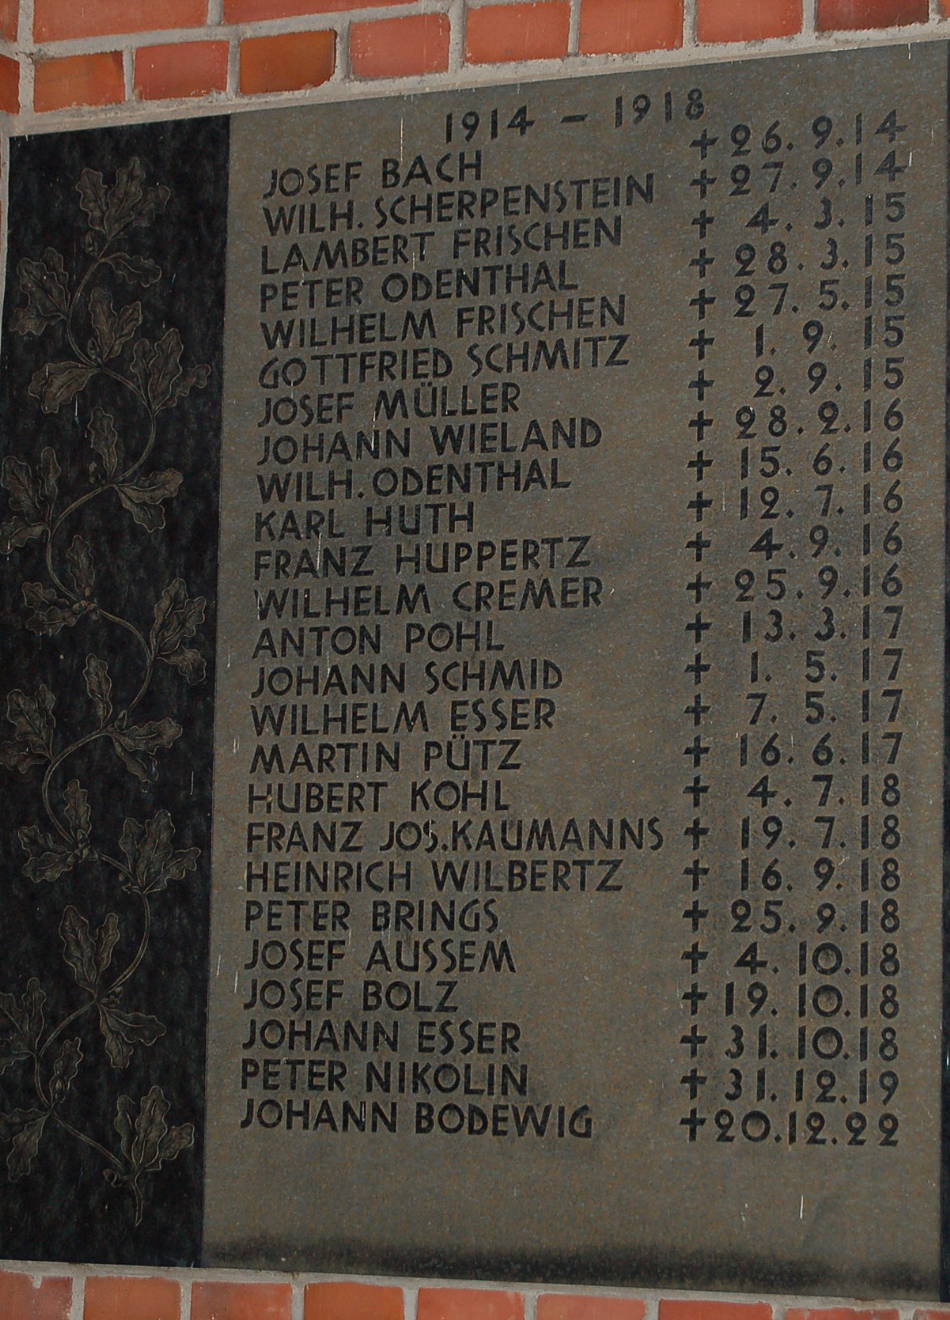 1914 – 1918
JOSEF BACH +26. 9.14
WILH. SCHERPENSTEIN +27. 9.14
LAMBERT FRISCHEN + 4. 3.15
PETER ODENTHAL +28. 3.15
WILHELM FRISCHEN +27. 5.15
GOTTFRIED SCHMITZ + 1. 9.15
JOSEF MÜLLER + 2. 9.15
JOHANN WIELAND +28. 2.16
WILH. ODENTHAL +15. 6.16
KARL HUTH +12. 7.16
FRANZ HUPPERTZ + 4. 9.16
WILHELM CREMER +25. 9.16
ANTON POHL +13. 3.17
JOHANN SCHMID + 1. 5.17
WILHELM ESSER + 7. 5.17
MARTIN PÜTZ +16. 6.17
HUBERT KOHL + 4. 7.18
FRANZ JOS.KAUMANNS +19. 7.18
HEINRICH WILBERTZ +16. 9.18
PETER BRINGS +25. 9.18
JOSEF AUSSEM + 4. 10.18
JOSEF BOLZ +19. 10.18
JOHANN ESSER +31. 10.18
PETER NIKOLIN +31. 12.19
JOHANN BODEWIG +20.12.22